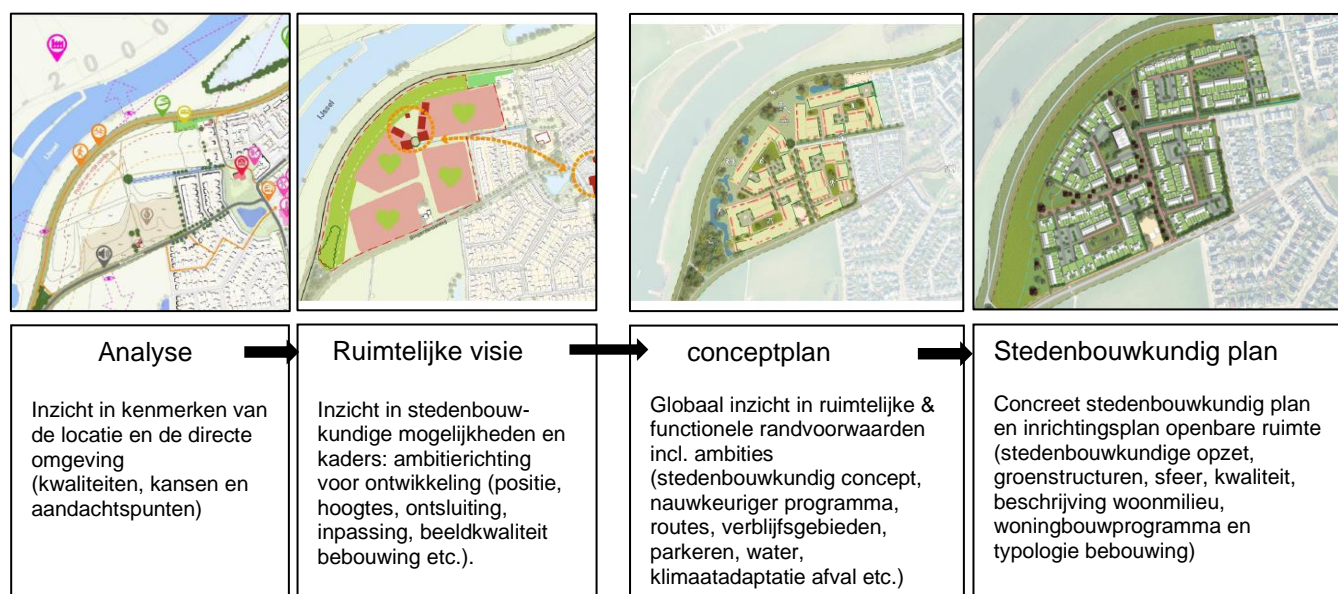 2000
IJssel
IJssel
Analyse
Inzicht in kenmerken van
de locatie en de directe
omgeving
(kwaliteiten, kansen en
aandachtspunten)
Ruimtelijke visie
Inzicht in stedenbouw-
kundige mogelijkheden en
kaders: ambitierichting
voor ontwikkeling (positie,
hoogtes, ontsluiting,
inpassing, beeldkwaliteit
bebouwing etc.).
conceptplan
Globaal inzicht in ruimtelijke &
functionele randvoorwaarden
incl. ambities
(stedenbouwkundig concept,
nauwkeuriger programma,
routes, verblijfsgebieden,
parkeren, water,
klimaatadaptatie afval etc.)
Stedenbouwkundig plan
Concreet stedenbouwkundig plan
en inrichtingsplan openbare ruimte
(stedenbouwkundige opzet,
groenstructuren, sfeer, kwaliteit,
beschrijving woonmilieu,
woningbouwprogramma en
typologie bebouwing)